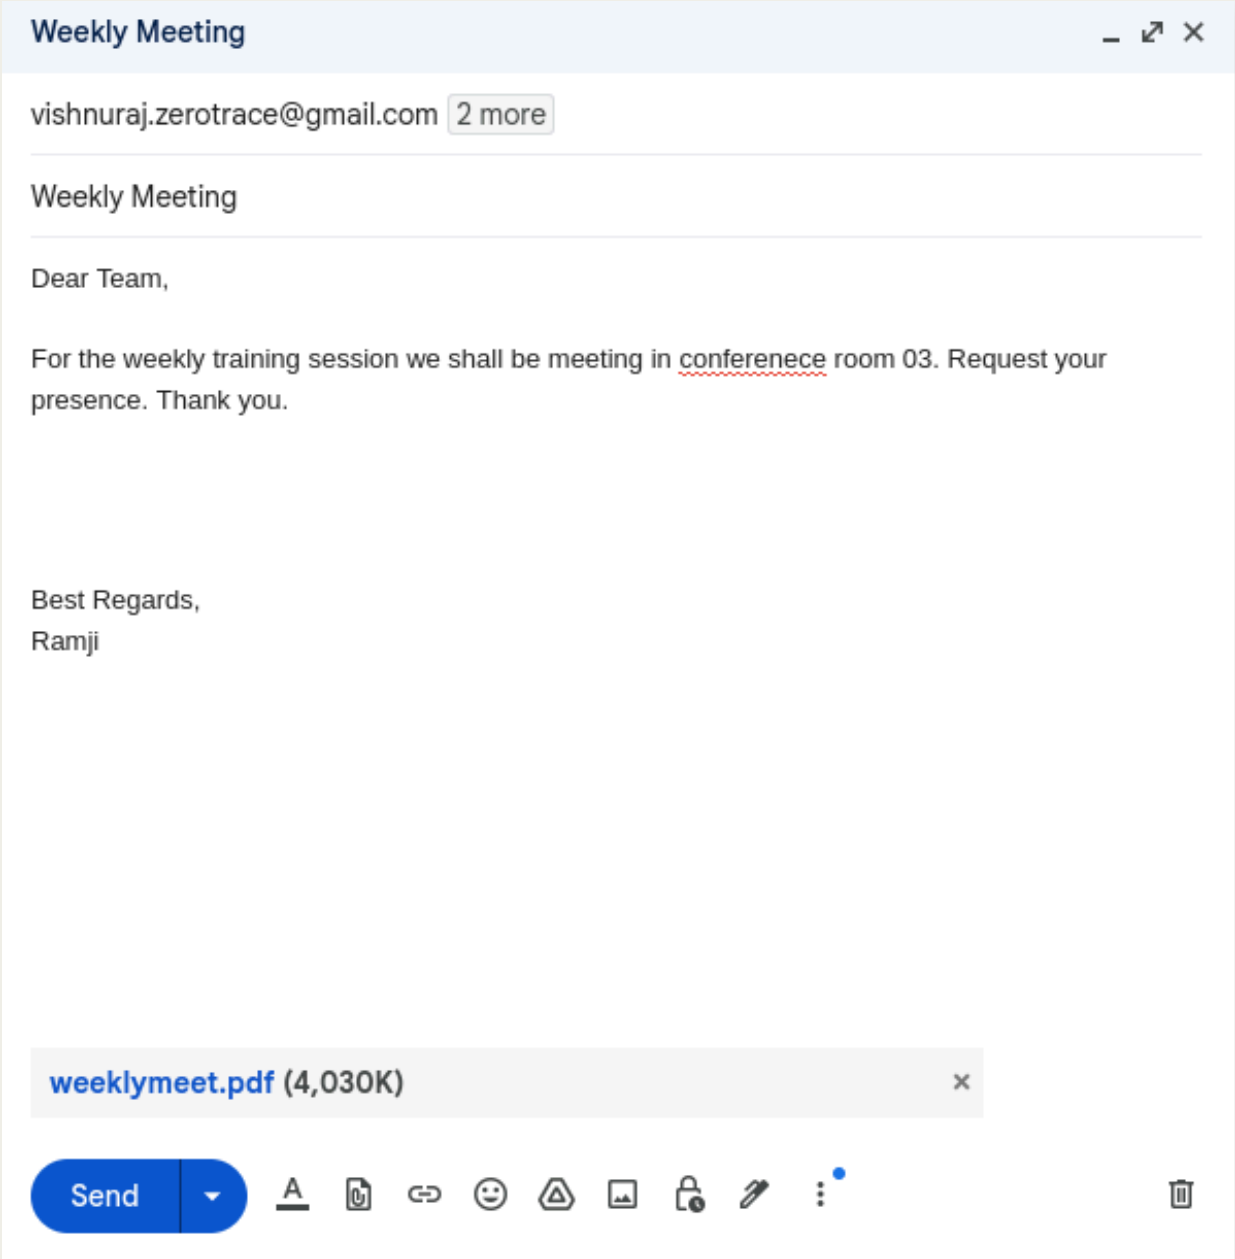 Weekly Meeting
vishnuraj.zerotrace@gmail.com 2 more
Weekly Meeting
Dear Team,
For the weekly training session we shall be meeting in conferenece room 03. Request your
presence. Thank you.
Best Regards,
Ramji
weeklymeet.pdf (4,030K)
Send